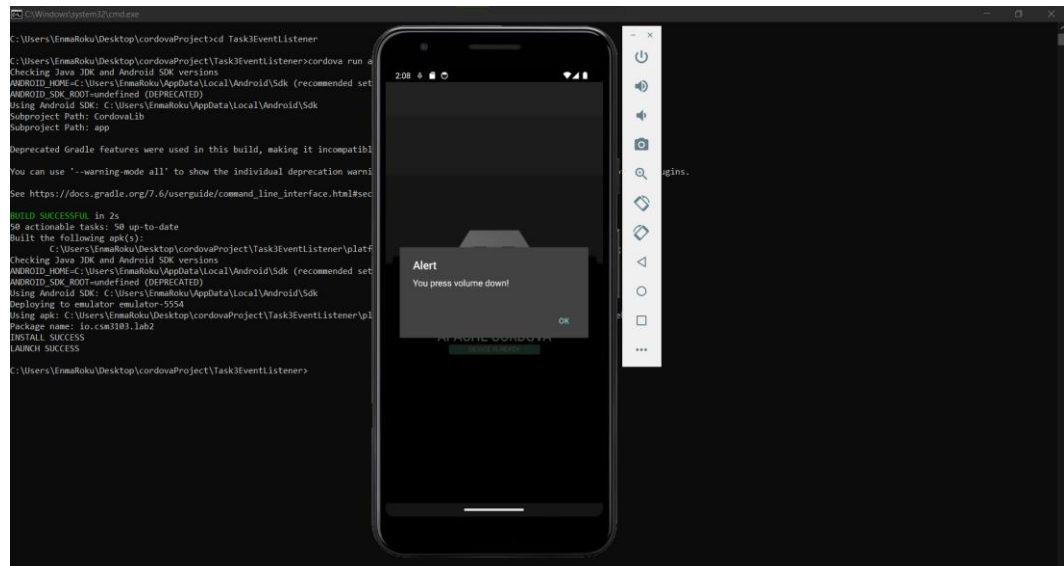 C:\Windows\system32\cmd.exe
C:\Users\EnmaRoku\Desktop\cordovaProject>cd Task3EventListener
C:\Users\EnmaRoku\Desktop\cordovaProject\Task3EventListener>cordova run a
Checking Java JDK and Android SDK versions
ANDROID_HOME=C:\Users\EnmaRoku\AppData\Local\Android\Sdk (recommended set
ANDROID_SDK_ROOT=undefined (DEPRECATED)
Using Android SDK: C:\Users\EnmaRoku\AppData\Local\Android\Sdk
Subproject Path: CordovaLib
Subproject Path: app
Deprecated Gradle features were used in this build, making it incompatibl
You can use '--warning-mode all' to show the individual deprecation warni
ugins.
See https://docs.gradle.org/7.6/userguide/command_line_interface.html#sec
BUILD SUCCESSFUL in 2s
50 actionable tasks: 50 up-to-date
Built the following apk(s):
C:\Users\EnmaRoku\Desktop\cordovaProject\Task3EventListener\platf
Checking Java JDK and Android SDK versions
ANDROID_HOME=C:\Users\EnmaRoku\AppData\Local\Android\Sdk (recommended set
ANDROID_SDK_ROOT=undefined (DEPRECATED)
Using Android SDK: C:\Users\EnmaRoku\AppData\Local\Android\Sdk
Deploying to emulator emulator-5554
Using apk: C:\Users\EnmaRoku\Desktop\cordovaProject\Task3EventListener\pl
Package name: io.csm3103.lab2
INSTALL SUCCESS
LAUNCH SUCCESS
C:\Users\EnmaRoku\Desktop\cordovaProject\Task3EventListener>
2:08
Alert
You press volume down!
OK
APACHE CORDOVA